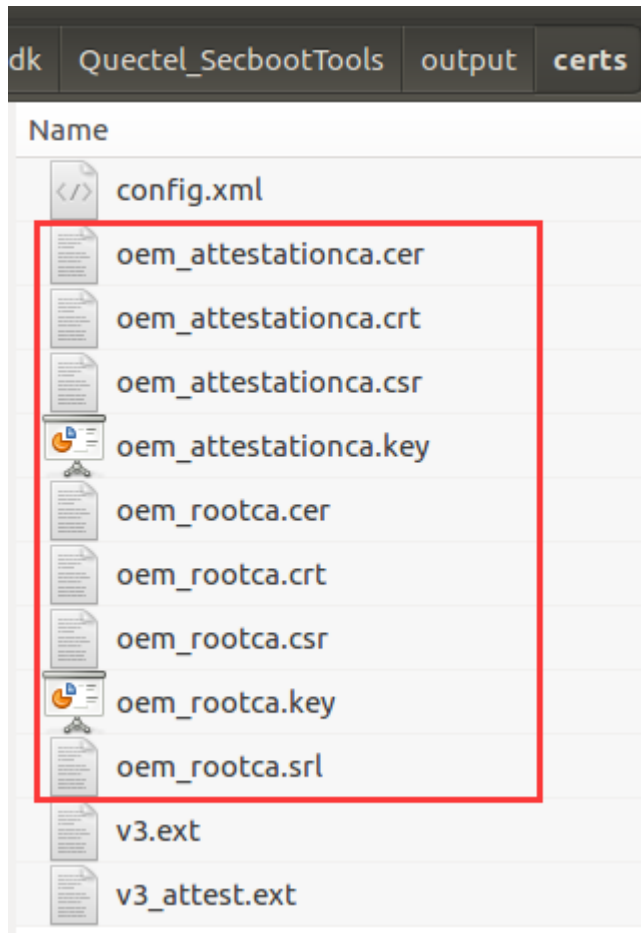 dk Quectel_SecbootTools output certs
Name
config.xml
oem_attestationca.cer
oem_attestationca.crt
oem_attestationca.csr
oem_attestationca.key
oem_rootca.cer
oem_rootca.crt
oem_rootca.csr
oem_rootca.key
oem_rootca.srl
v3.ext
v3_attest.ext